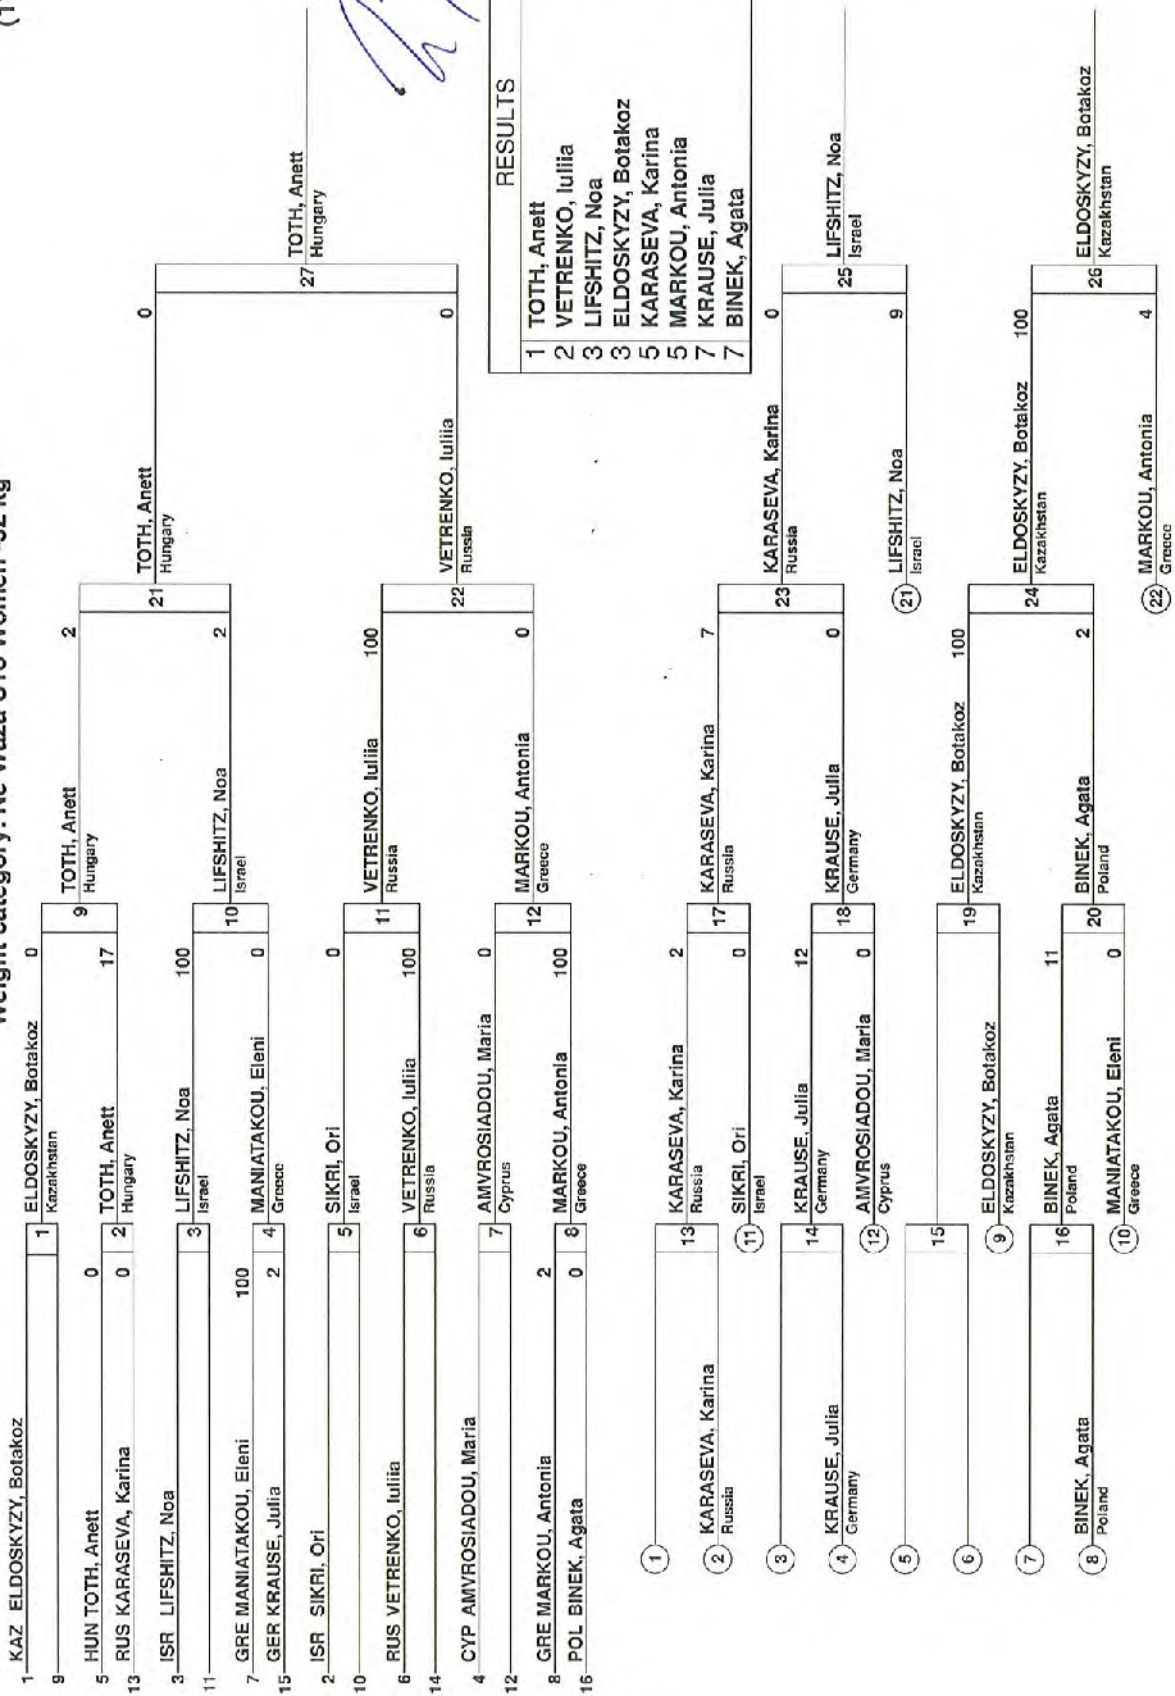 Weight category: Ne waza U18 Women -52 kg
(1
KAZ ELDOSKYZY, Botakoz
1
9
HUN TOTH, Anett 0
5
RUS KARASEVA, Karina 0
13
ISR LIFSHITZ, Noa
3
11
GRE MANIATAKOU, Eleni 100
7
GER KRAUSE, Julia 2
15
ISR SIKRI, Ori
2
10
RUS VETRENKO, Iuliia
6
14
CYP AMVROSIADOU, Maria
4
12
GRE MARKOU, Antonia 2
8
POL BINEK, Agata 0
16
1
ELDOSKYZY, Botakoz 0
Kazakhstan
2
TOTH, Anett 17
Hungary
3
LIFSHITZ, Noa 100
Israel
4
MANIATAKOU, Eleni 0
Greece
5
SIKRI, Ori 0
Israel
6
VETRENKO, Iuliia 100
Russia
7
AMVROSIADOU, Maria 0
Cyprus
8
MARKOU, Antonia 100
Greece
9
TOTH, Anett 2
Hungary
10
LIFSHITZ, Noa 2
Israel
11
VETRENKO, Iuliia 100
Russia
12
MARKOU, Antonia 0
Greece
21
TOTH, Anett 0
Hungary
22
VETRENKO, Iuliia 0
Russia
27
TOTH, Anett
Hungary
RESULTS
1 TOTH, Anett
2 VETRENKO, Iuliia
3 LIFSHITZ, Noa
3 ELDOSKYZY, Botakoz
5 KARASEVA, Karina
5 MARKOU, Antonia
7 KRAUSE, Julia
7 BINEK, Agata
1
2 KARASEVA, Karina
Russia
3
4 KRAUSE, Julia
Germany
5
6
7
8 BINEK, Agata
Poland
13
KARASEVA, Karina 2
Russia
11 SIKRI, Ori 0
Israel
14
KRAUSE, Julia 12
Germany
12 AMVROSIADOU, Maria 0
Cyprus
15
9 ELDOSKYZY, Botakoz
Kazakhstan
16
BINEK, Agata 11
Poland
10 MANIATAKOU, Eleni 0
Greece
17
KARASEVA, Karina 7
Russia
18
KRAUSE, Julia 0
Germany
19
ELDOSKYZY, Botakoz 100
Kazakhstan
20
BINEK, Agata 2
Poland
23
KARASEVA, Karina 0
Russia
21 LIFSHITZ, Noa 9
Israel
24
ELDOSKYZY, Botakoz 100
Kazakhstan
22 MARKOU, Antonia 4
Greece
25
LIFSHITZ, Noa
Israel
26
ELDOSKYZY, Botakoz
Kazakhstan